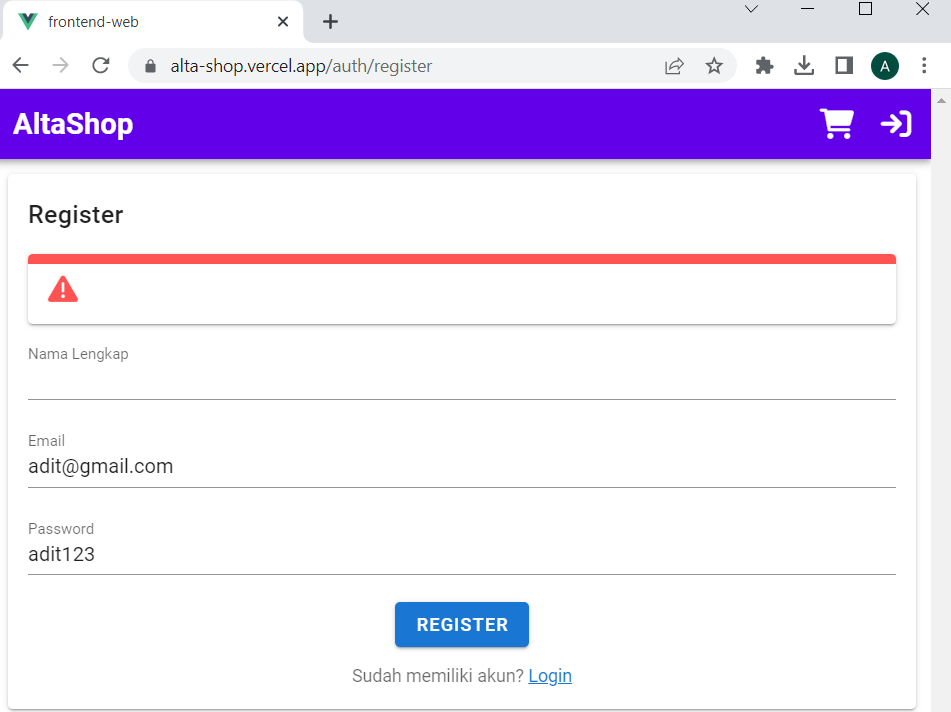 frontend-web
alta-shop.vercel.app/auth/register
A
AltaShop
Register
Nama Lengkap
Email
adit@gmail.com
Password
adit123
REGISTER
Sudah memiliki akun? Login